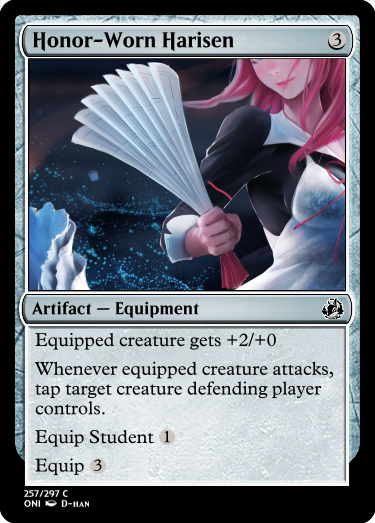 Honor-Worn Harisen 3
Artifact — Equipment
Equipped creature gets +2/+0
Whenever equipped creature attacks,
tap target creature defending player
controls.
Equip Student 1
Equip 3
257/297 C
ONI D-HAN